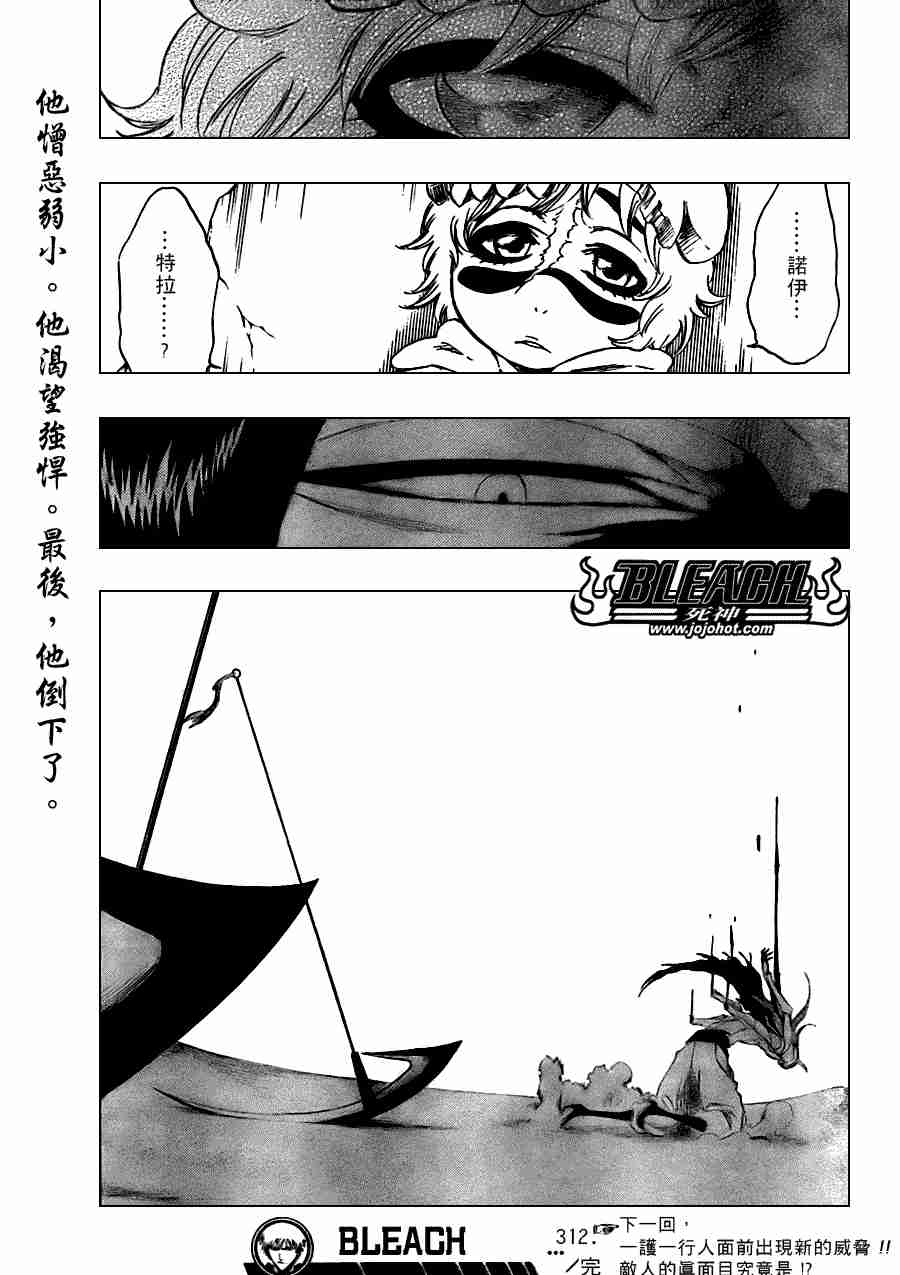 他憎惡弱小。他渴望強悍。最後，他倒下了。
……諾伊…
…特拉……?
BLEACH
死神
www.jojohot.com
BLEACH
312.
…/完
下一回，
一護一行人面前出現新的威脅!!
敵人的真面目究竟是!?